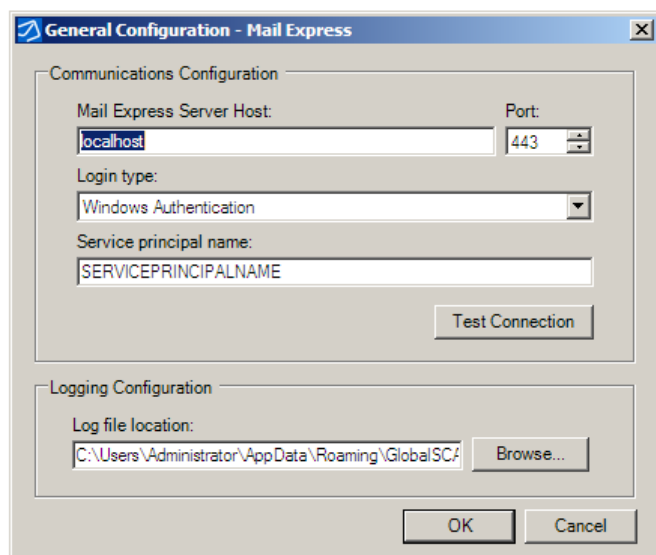 General Configuration - Mail Express
Communications Configuration
Mail Express Server Host: Port:
localhost 443
Login type:
Windows Authentication
Service principal name:
SERVICEPRINCIPALNAME
Test Connection
Logging Configuration
Log file location:
C:\Users\Administrator\AppData\Roaming\GlobalSCA Browse...
OK Cancel